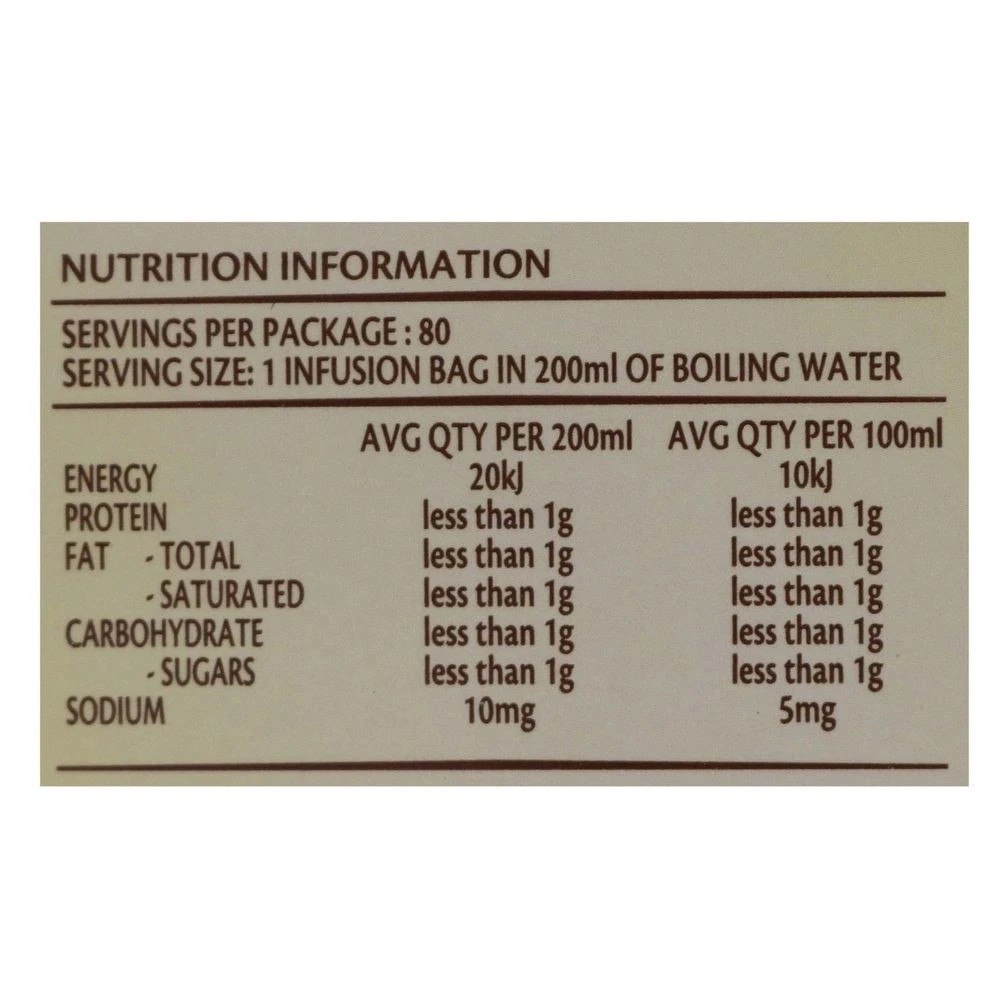 NUTRITION INFORMATION
SERVINGS PER PACKAGE : 80
SERVING SIZE: 1 INFUSION BAG IN 200ml OF BOILING WATER
AVG QTY PER 200ml AVG QTY PER 100ml
ENERGY 20kJ 10kJ
PROTEIN less than 1g less than 1g
FAT - TOTAL less than 1g less than 1g
- SATURATED less than 1g less than 1g
CARBOHYDRATE less than 1g less than 1g
- SUGARS less than 1g less than 1g
SODIUM 10mg 5mg